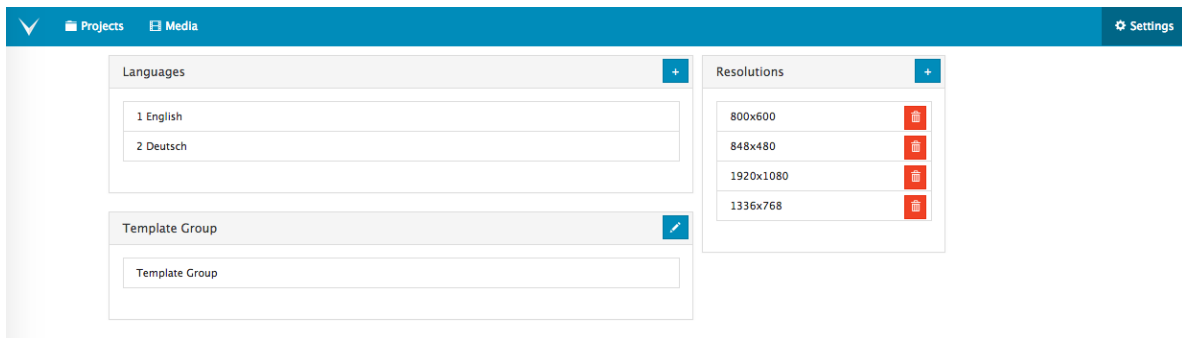 Projects Media Settings
Languages
1 English
2 Deutsch
Template Group
Template Group
Resolutions
800x600
848x480
1920x1080
1336x768